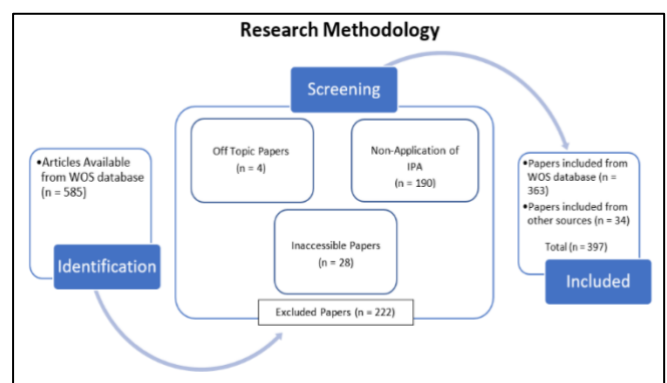 Research Methodology
Screening
•Articles Available
from WOS database
(n = 585)
Identification
Off Topic Papers
(n = 4)
Non-Application of
IPA
(n = 190)
Inaccessible Papers
(n = 28)
Excluded Papers (n = 222)
•Papers included from
WOS database (n =
363)
•Papers included from
other sources (n = 34)
Total (n = 397)
Included